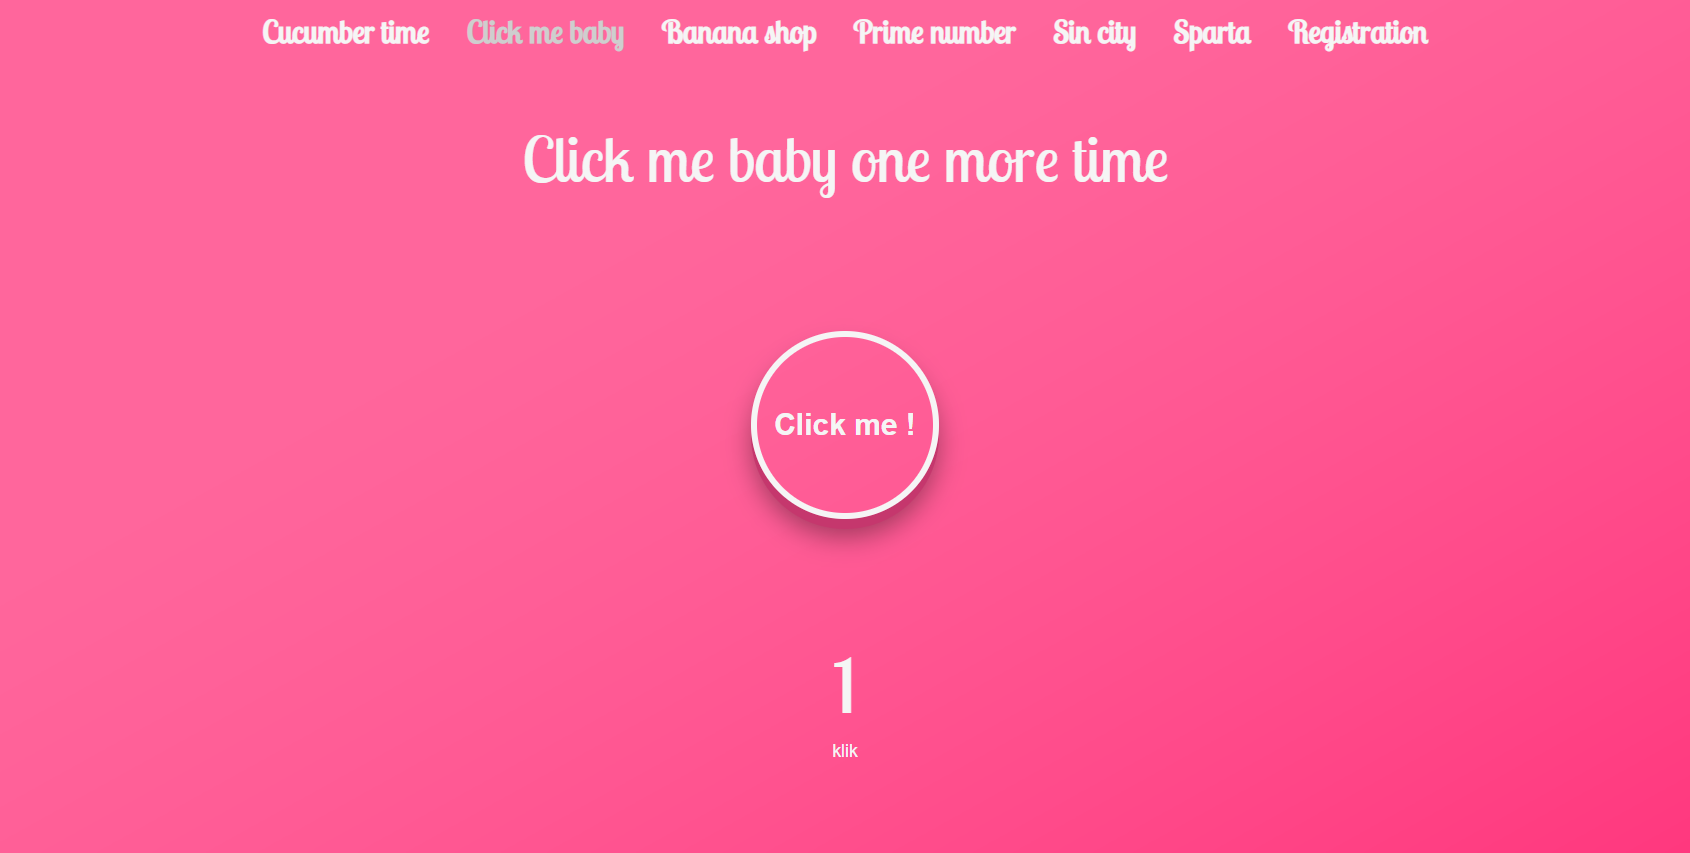 Cucumber time Click me baby Banana shop Prime number Sin city Sparta Registration
Click me baby one more time
Click me !
1
klik